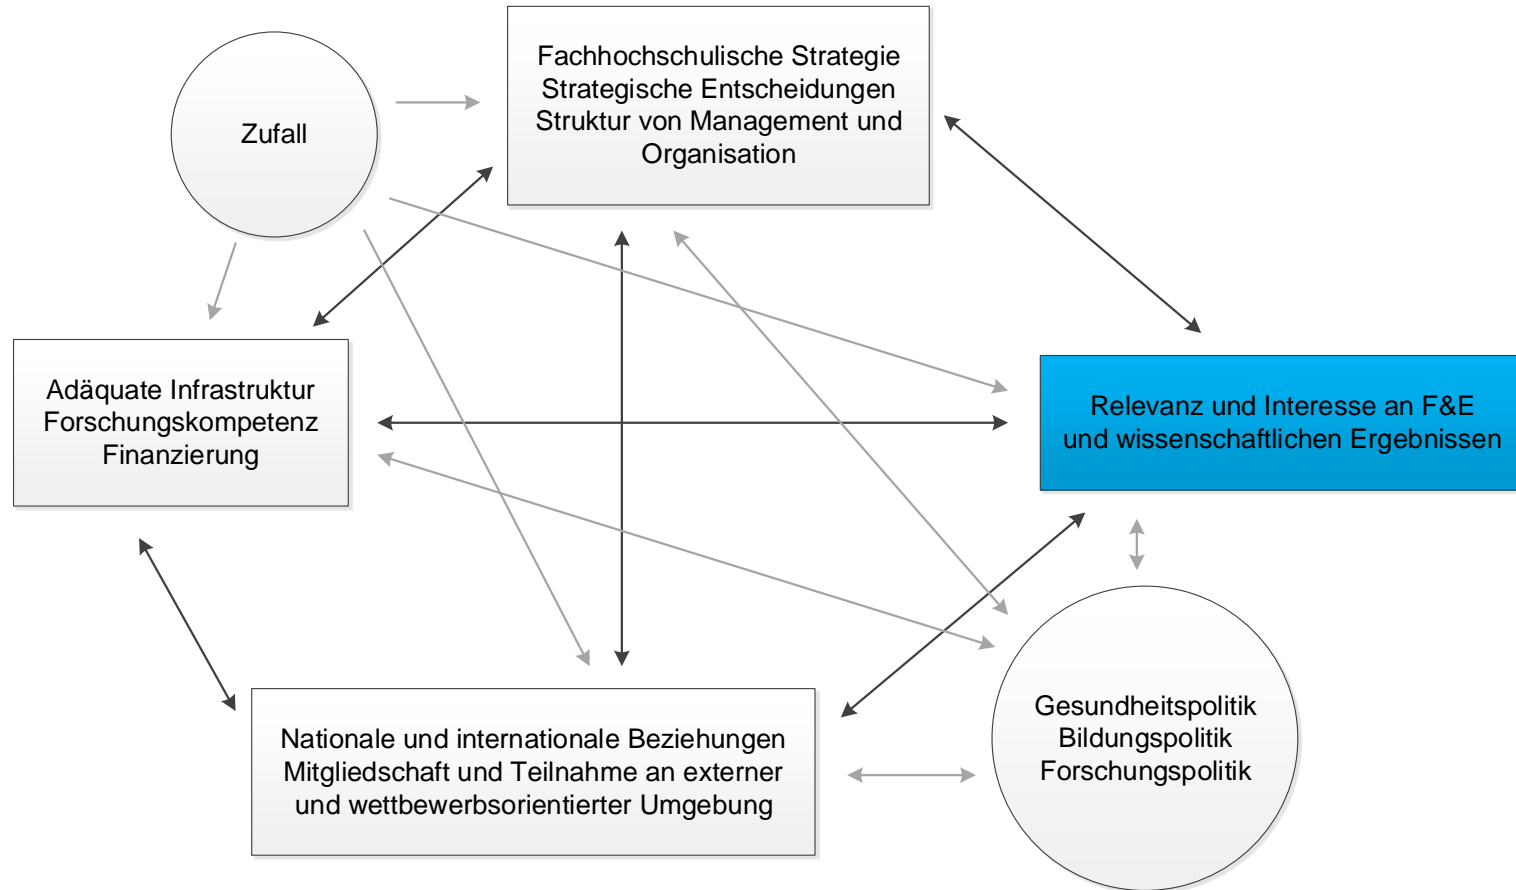 Zufall
Fachhochschulische Strategie
Strategische Entscheidungen
Struktur von Management und
Organisation
Adäquate Infrastruktur
Forschungskompetenz
Finanzierung
Relevanz und Interesse an F&E
und wissenschaftlichen Ergebnissen
Nationale und internationale Beziehungen
Mitgliedschaft und Teilnahme an externer
und wettbewerbsorientierter Umgebung
Gesundheitspolitik
Bildungspolitik
Forschungspolitik